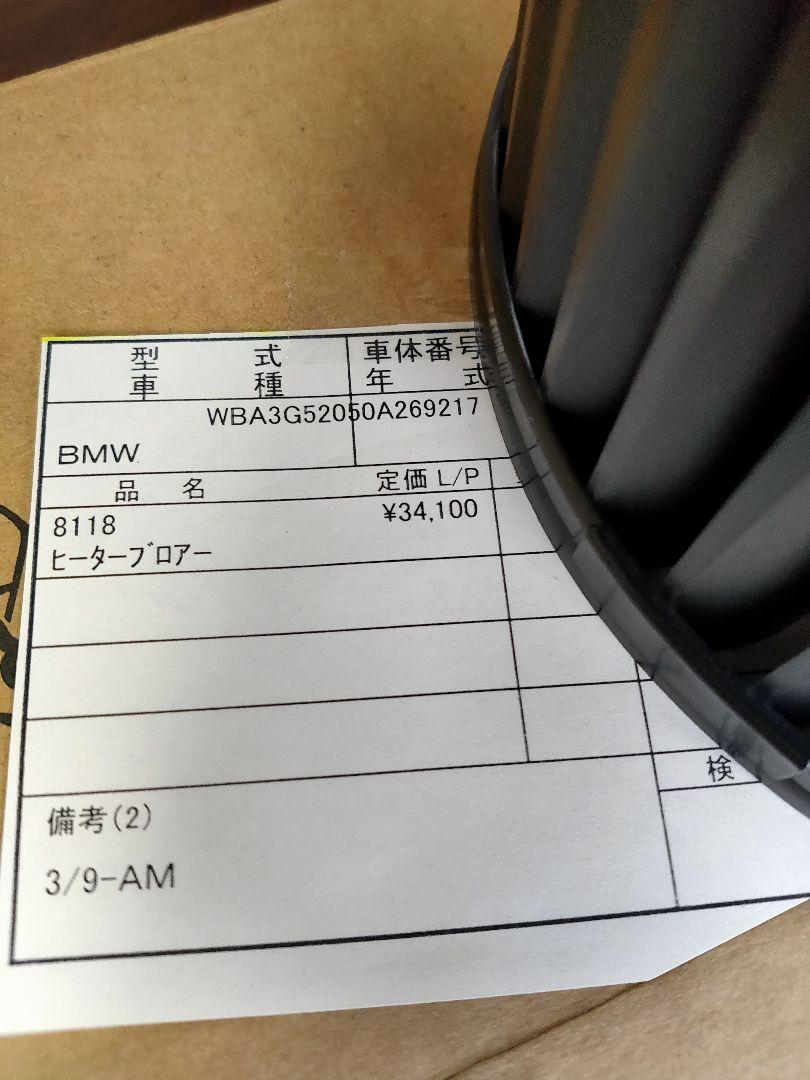 型 式 車体番号
車 種 年 式
WBA3G52050A269217
BMW
品 名 定価 L/P
8118 ¥34,100
ヒーターブロアー
備考(2)
検
3/9-AM